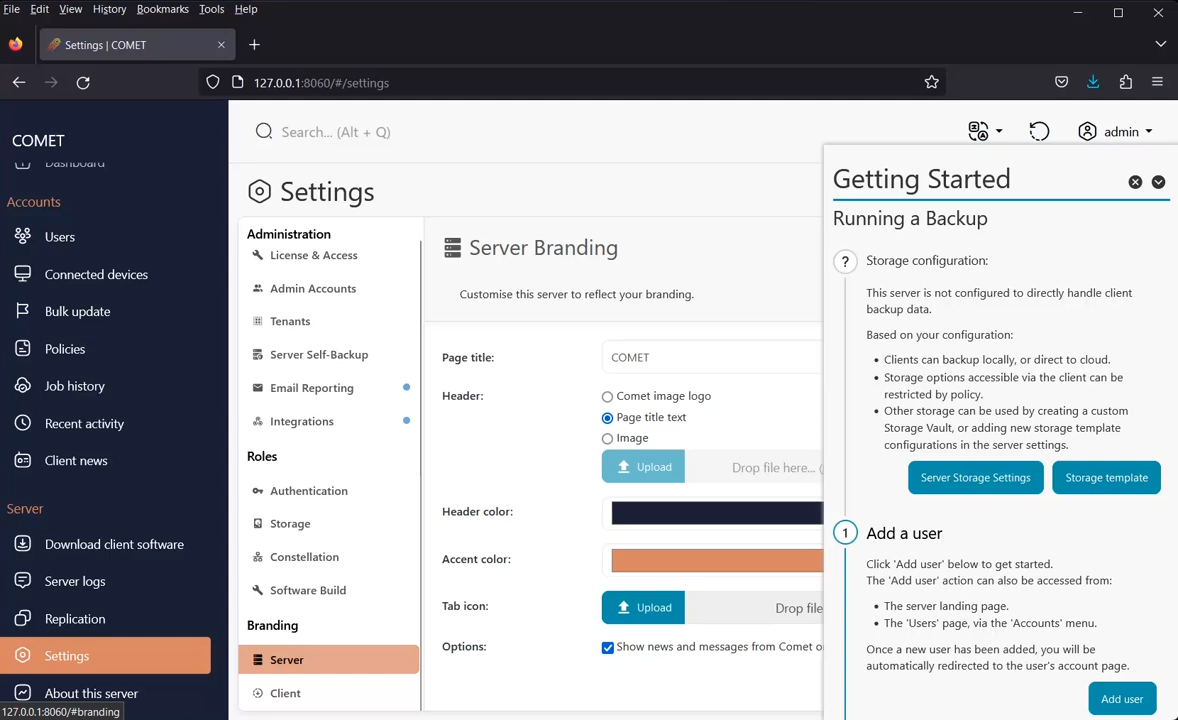 File Edit View History Bookmarks Tools Help
Settings | COMET
127.0.0.1:8060/#/settings
COMET
Dashboard
Accounts
Users
Connected devices
Bulk update
Policies
Job history
Recent activity
Client news
Server
Download client software
Server logs
Replication
Settings
About this server
127.0.0.1:8060/#branding
Search... (Alt + Q)
admin
Settings
Administration
License & Access
Admin Accounts
Tenants
Server Self-Backup
Email Reporting
Integrations
Roles
Authentication
Storage
Constellation
Software Build
Branding
Server
Client
Server Branding
Customise this server to reflect your branding.
Page title: COMET
Header:
Comet image logo
Page title text
Image
Upload Drop file here... (
Header color:
Accent color:
Tab icon: Upload Drop file
Options: Show news and messages from Comet o
Getting Started
Running a Backup
? Storage configuration:
This server is not configured to directly handle client
backup data.
Based on your configuration:
• Clients can backup locally, or direct to cloud.
• Storage options accessible via the client can be
restricted by policy.
• Other storage can be used by creating a custom
Storage Vault, or adding new storage template
configurations in the server settings.
Server Storage Settings Storage template
1 Add a user
Click 'Add user' below to get started.
The 'Add user' action can also be accessed from:
• The server landing page.
• The 'Users' page, via the 'Accounts' menu.
Once a new user has been added, you will be
automatically redirected to the user's account page.
Add user